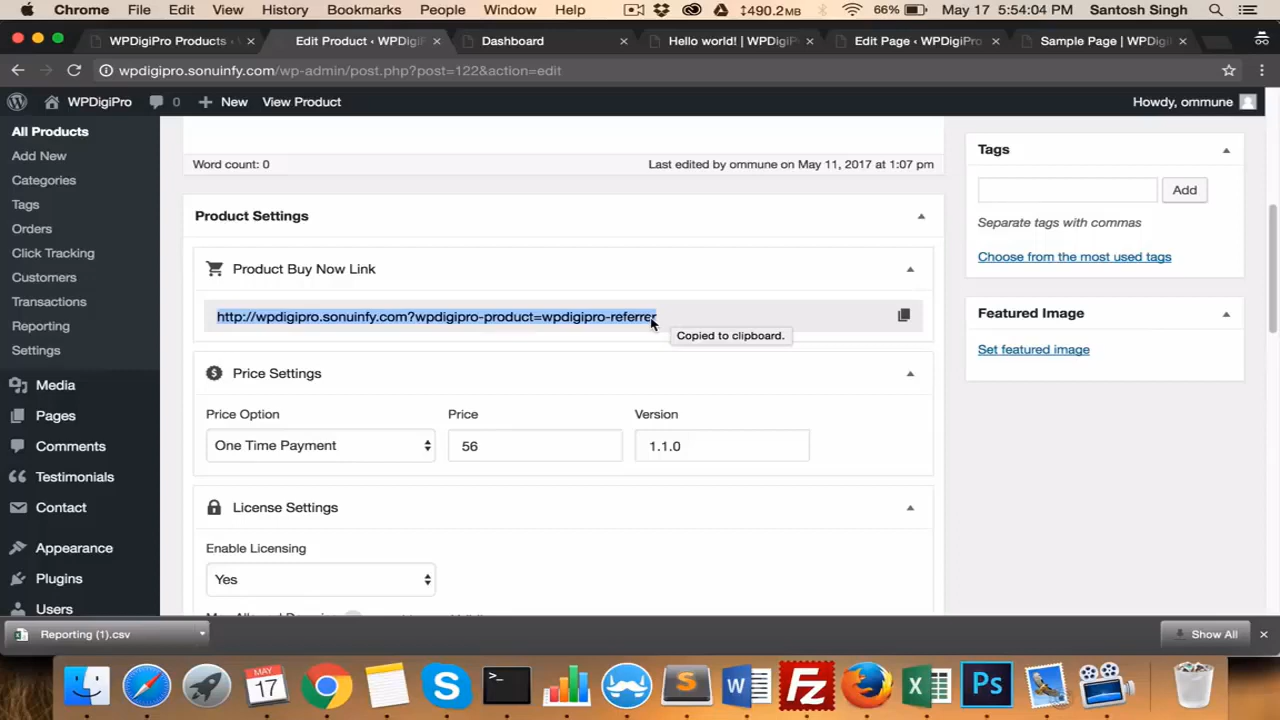 Chrome File Edit View History Bookmarks People Window Help 490.2MB 66% May 17 5:54:04 PM Santosh Singh
WPDigiPro Products ‹ Edit Product ‹ WPDigiP Dashboard Hello world! | WPDigiP Edit Page ‹ WPDigiPro Sample Page | WPDigi
wpdigipro.sonuinfy.com/wp-admin/post.php?post=122&action=edit
WPDigiPro 0 + New View Product Howdy, ommune
All Products
Add New
Categories
Tags
Orders
Click Tracking
Customers
Transactions
Reporting
Settings
Media
Pages
Comments
Testimonials
Contact
Appearance
Plugins
Users
Word count: 0 Last edited by ommune on May 11, 2017 at 1:07 pm
Product Settings
Product Buy Now Link
http://wpdigipro.sonuinfy.com?wpdigipro-product=wpdigipro-referrer
Copied to clipboard.
Price Settings
Price Option Price Version
One Time Payment 56 1.1.0
License Settings
Enable Licensing
Yes
Tags
Add
Separate tags with commas
Choose from the most used tags
Featured Image
Set featured image
Reporting (1).csv Show All
MAY
17